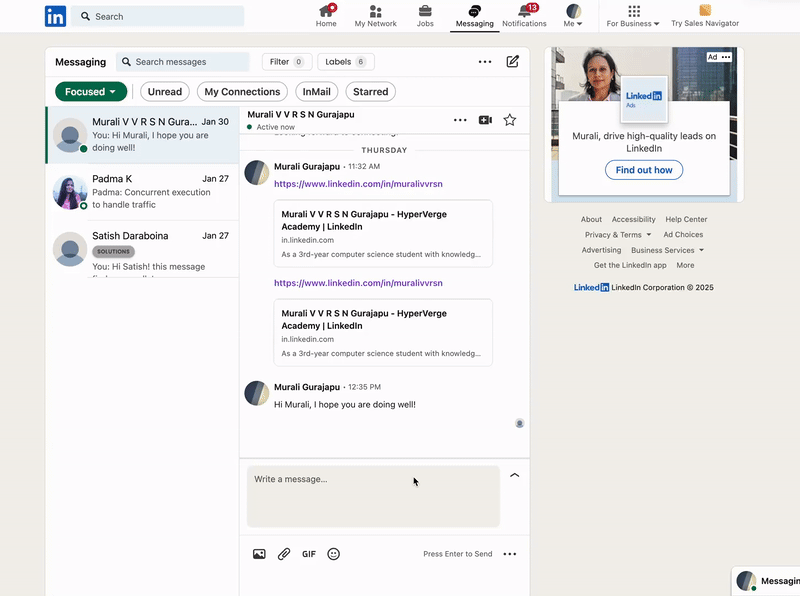 in
Search
Home
My Network
Jobs
Messaging
13
Notifications
Me
For Business
Try Sales Navigator
Messaging
Search messages
Filter 0
Labels 6
Focused
Unread
My Connections
InMail
Starred
Murali V V R S N Gura... Jan 30
You: Hi Murali, I hope you are
doing well!
Padma K Jan 27
Padma: Concurrent execution
to handle traffic
Satish Daraboina Jan 27
SOLUTIONS
You: Hi Satish! this message
Murali V V R S N Gurajapu
Active now
THURSDAY
Murali Gurajapu • 11:32 AM
https://www.linkedin.com/in/muralivvrsn
Murali V V R S N Gurajapu - HyperVerge
Academy | LinkedIn
in.linkedin.com
As a 3rd-year computer science student with knowledg...
https://www.linkedin.com/in/muralivvrsn
Murali V V R S N Gurajapu - HyperVerge
Academy | LinkedIn
in.linkedin.com
As a 3rd-year computer science student with knowledg...
Murali Gurajapu • 12:35 PM
Hi Murali, I hope you are doing well!
Write a message...
GIF
Press Enter to Send
Ad
LinkedIn
Ads
Murali, drive high-quality leads on
LinkedIn
Find out how
About Accessibility Help Center
Privacy & Terms Ad Choices
Advertising Business Services
Get the LinkedIn app More
LinkedIn LinkedIn Corporation © 2025
Messagin